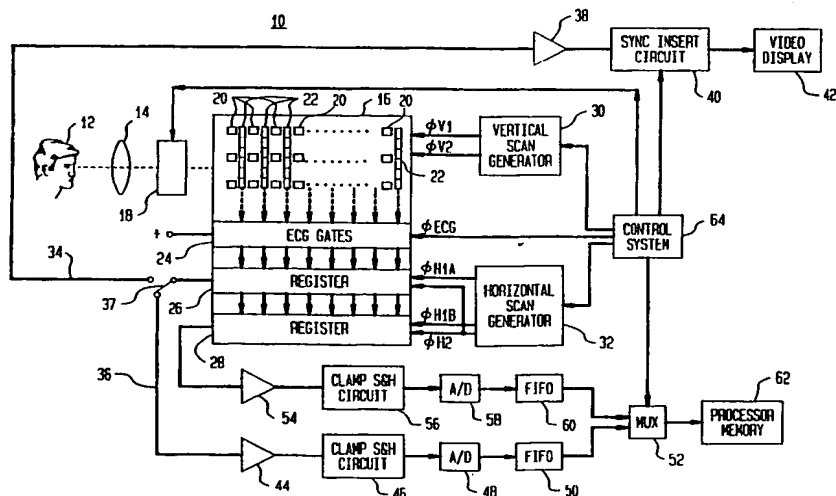 10
38
SYNC INSERT
CIRCUIT
40
VIDEO
DISPLAY
42
12
14
18
20 22 20 16 20
22
ΦV1
ΦV2
VERTICAL
SCAN
GENERATOR
30
+
24
ECG GATES
ΦECG
CONTROL
SYSTEM
64
34
37
26
REGISTER
ΦH1A
HORIZONTAL
SCAN
GENERATOR
32
REGISTER
28
ΦH1B
ΦH2
36
54
CLAMP S&H
CIRCUIT
56
A/D
58
FIFO
60
MUX
52
PROCESSOR
MEMORY
62
44
CLAMP S&H
CIRCUIT
46
A/D
48
FIFO
50